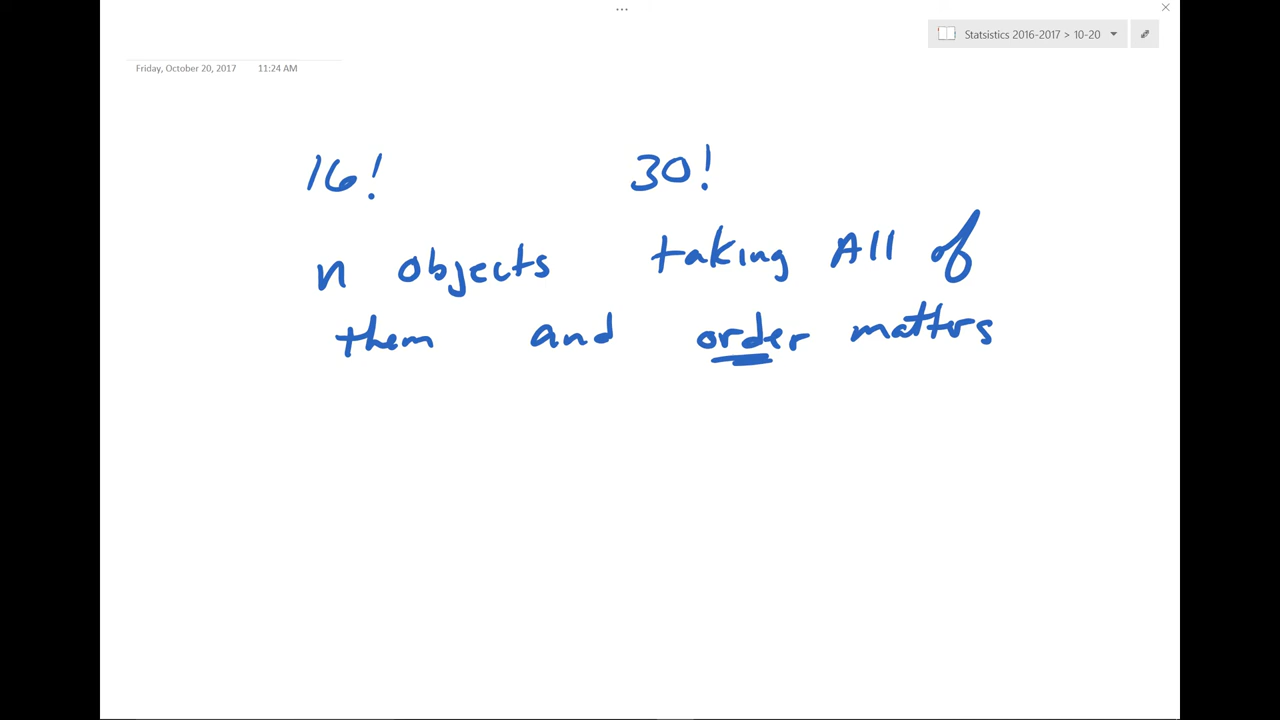 ...
Statsistics 2016-2017 > 10-20
Friday, October 20, 2017 11:24 AM
16! 30!
n objects taking All of
them and order matters